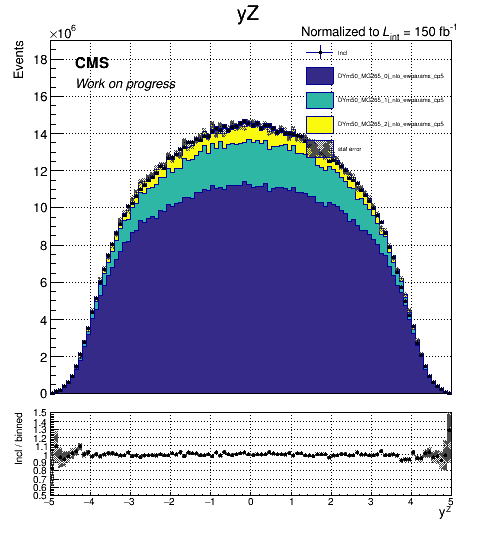 yZ
Normalized to L_int = 150 fb^-1
×10^6
Events
CMS
Work on progress
Incl
DYm50_MG265_0j_nlo_ewparams_cp5
DYm50_MG265_1j_nlo_ewparams_cp5
DYm50_MG265_2j_nlo_ewparams_cp5
stat error
18
16
14
12
10
8
6
4
2
0
Incl / binned
1.5
1.4
1.3
1.2
1.1
1
0.9
0.8
0.7
0.6
0.5
−5 −4 −3 −2 −1 0 1 2 3 4 5
y^Z